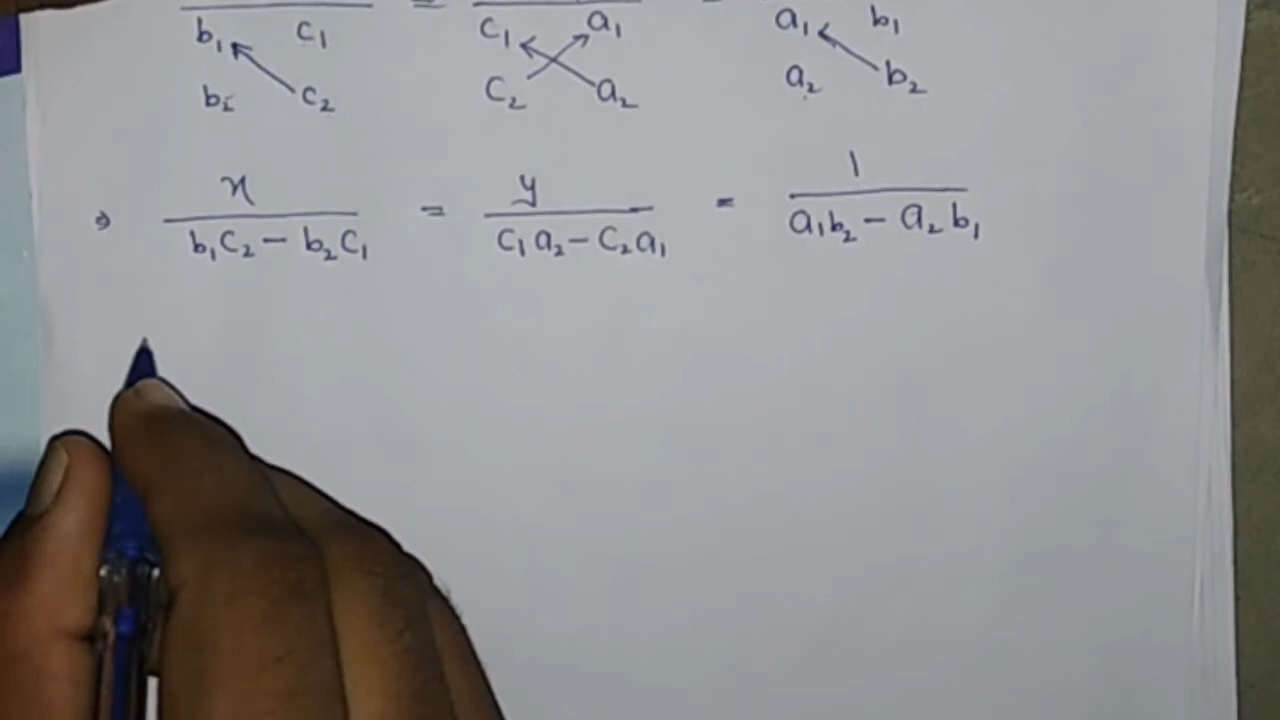 = =
b₁ c₁ c₁ a₁ a₁ b₁
b₂ c₂ c₂ a₂ a₂ b₂
⇒ x/(b₁c₂ − b₂c₁) = y/(c₁a₂ − c₂a₁) = 1/(a₁b₂ − a₂b₁)